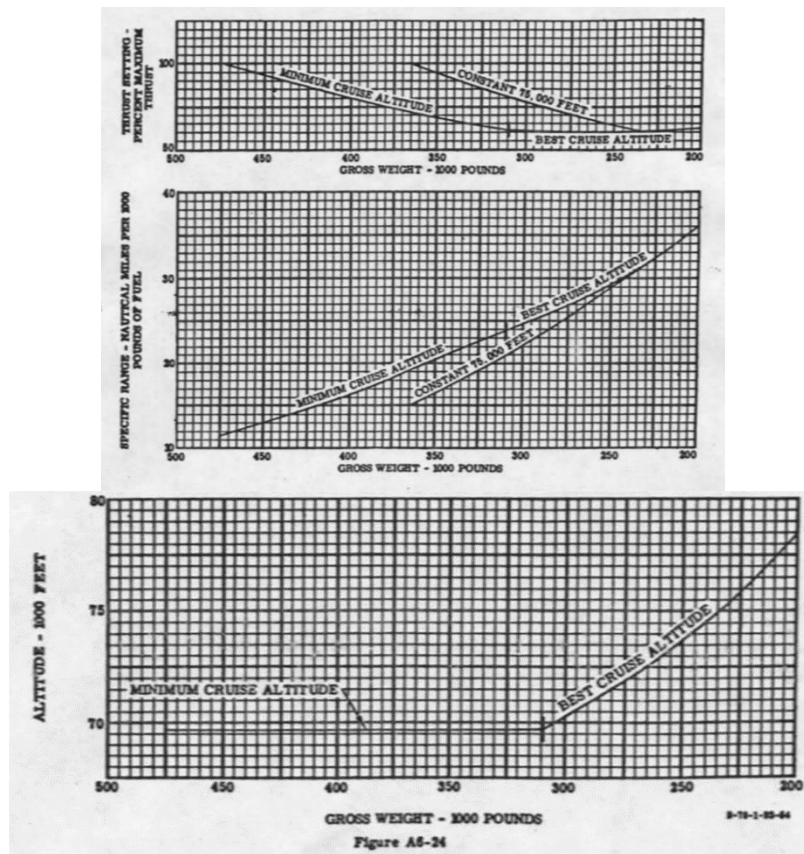 THRUST SETTING -
PERCENT MAXIMUM
THRUST
100
50
MINIMUM CRUISE ALTITUDE
CONSTANT 75,000 FEET
BEST CRUISE ALTITUDE
500 450 400 350 300 250 200
GROSS WEIGHT - 1000 POUNDS
SPECIFIC RANGE - NAUTICAL MILES PER 1000
POUNDS OF FUEL
40
30
20
10
BEST CRUISE ALTITUDE
MINIMUM CRUISE ALTITUDE
CONSTANT 75,000 FEET
500 450 400 350 300 250 200
GROSS WEIGHT - 1000 POUNDS
ALTITUDE - 1000 FEET
80
75
70
BEST CRUISE ALTITUDE
MINIMUM CRUISE ALTITUDE
500 450 400 350 300 250 200
GROSS WEIGHT - 1000 POUNDS
Figure A6-24